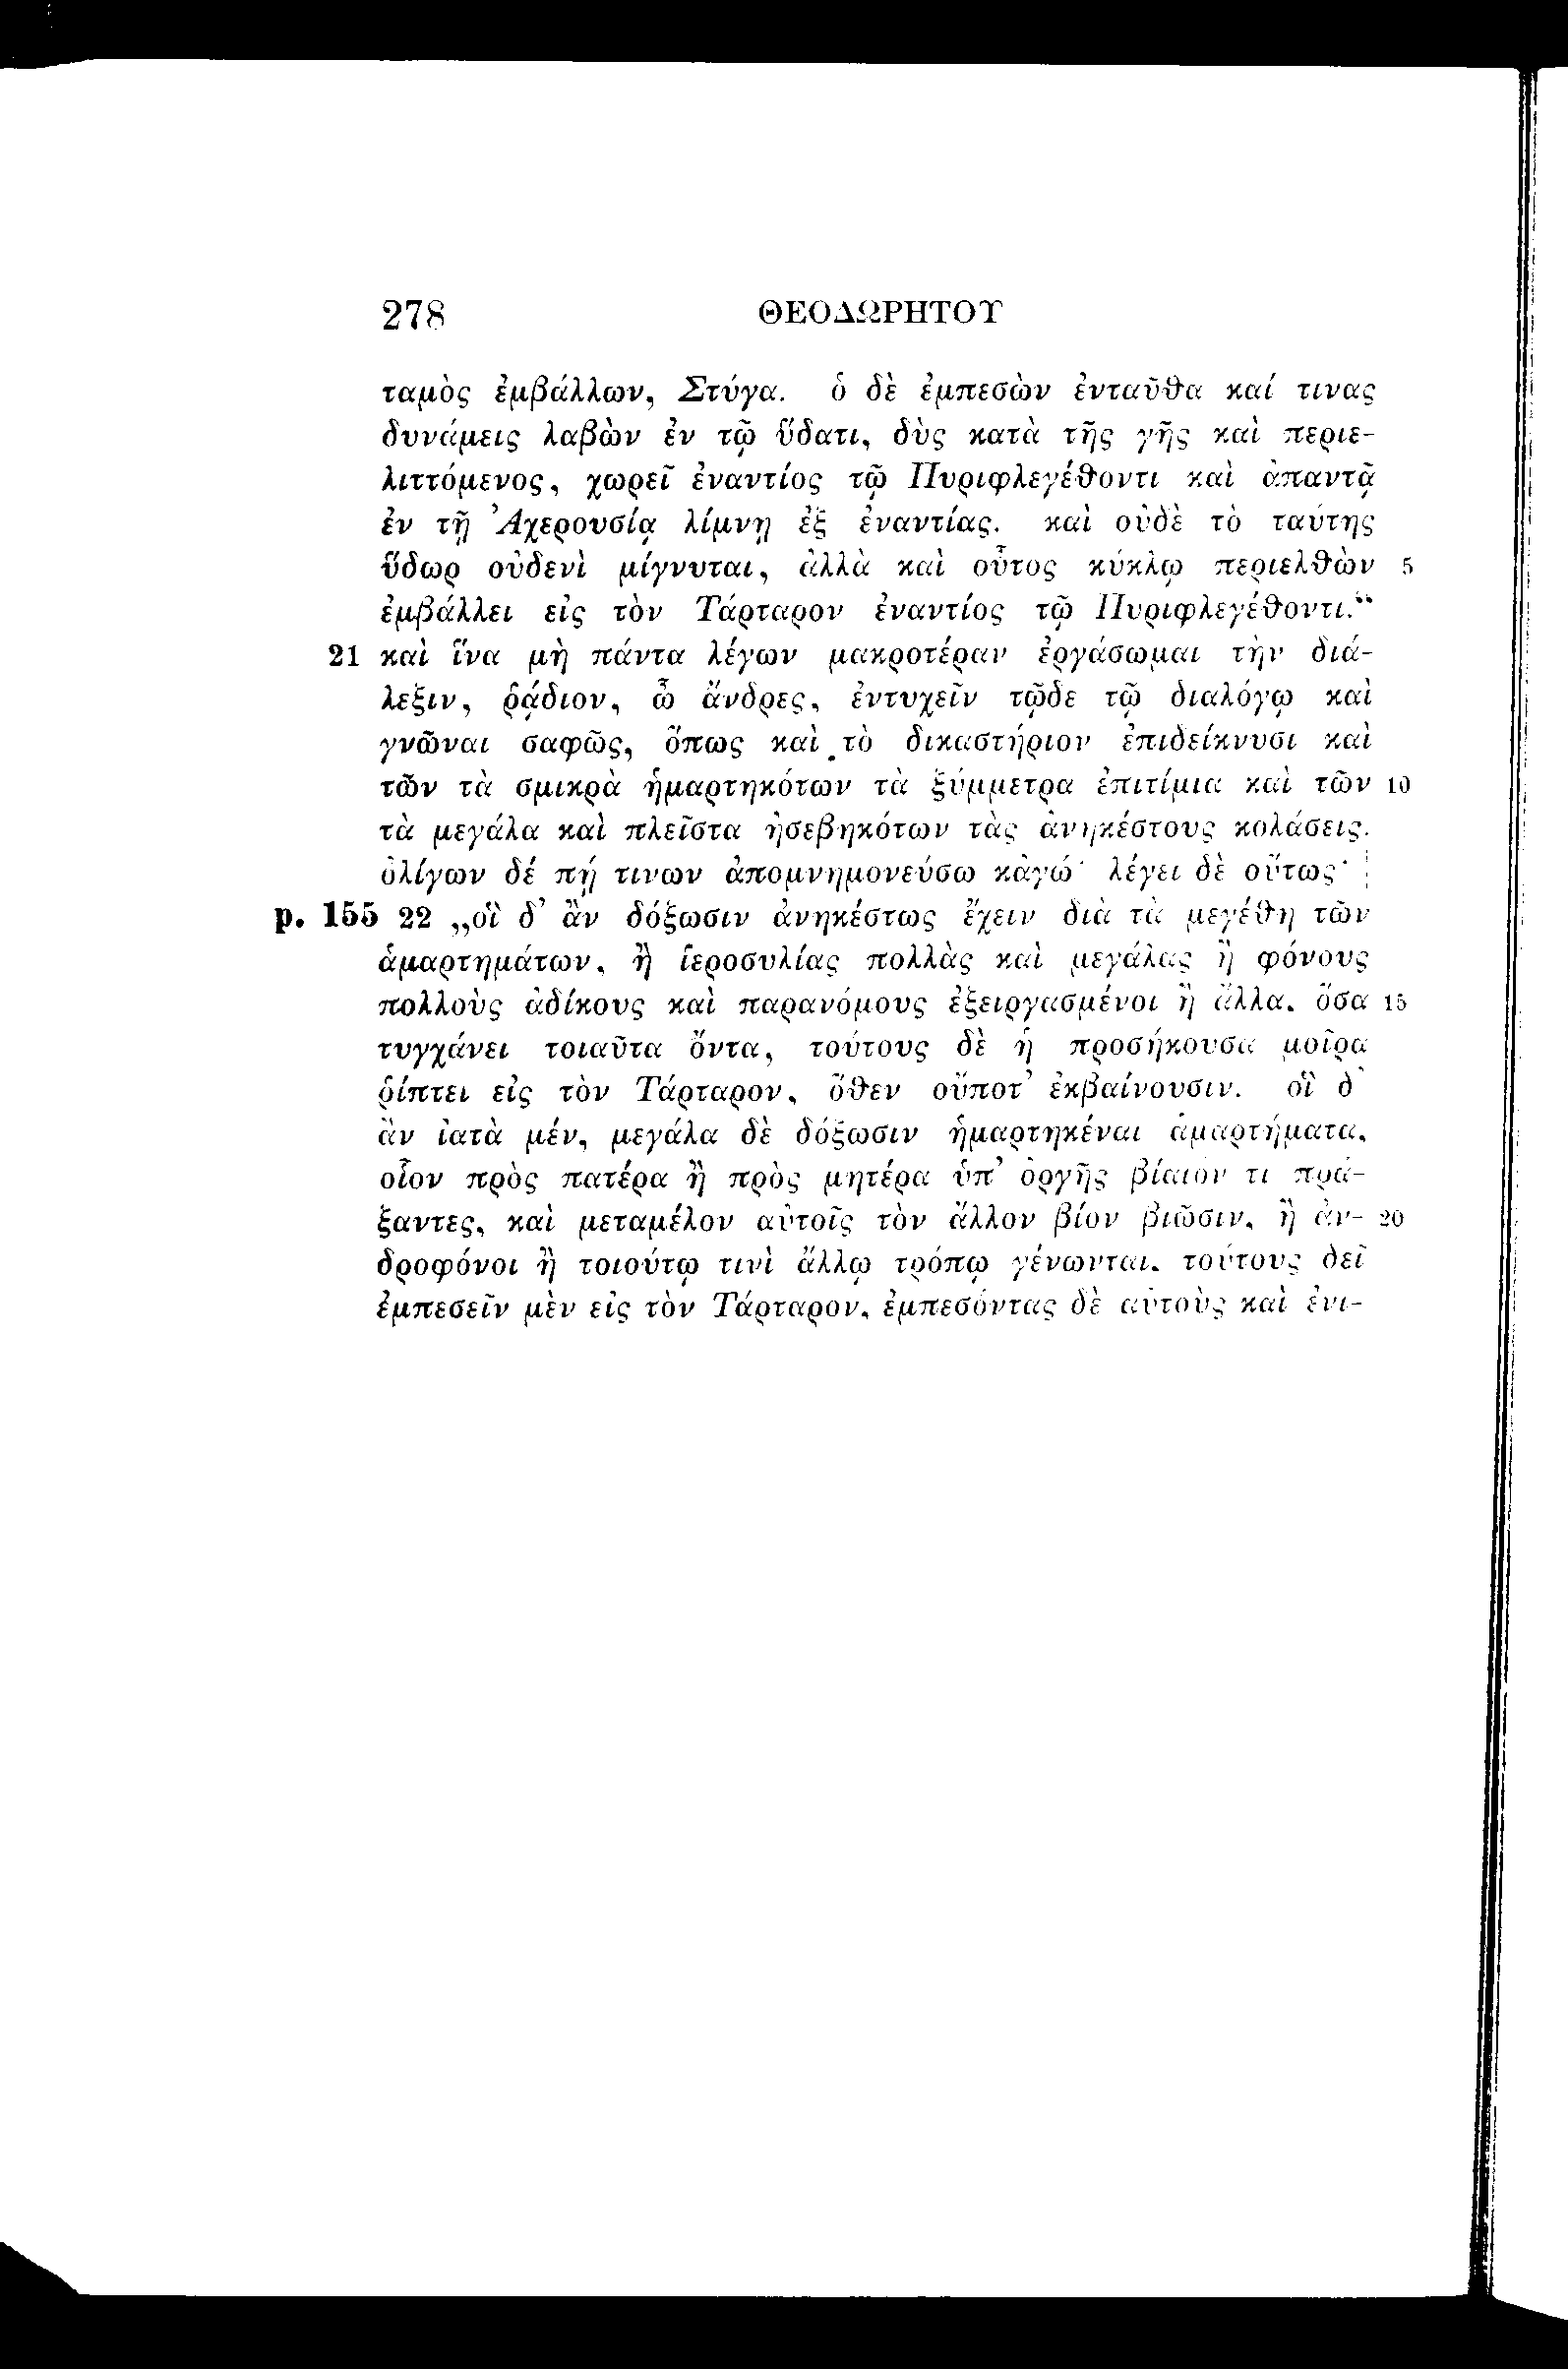 278 ΘΕΟΔΩΡΗΤΟΥ
ταμὸς ἐμβάλλων, Στύγα. ὁ δὲ ἐμπεσὼν ἐνταῦθα καί τινας
δυνάμεις λαβὼν ἐν τῷ ὕδατι, δὺς κατὰ τῆς γῆς καὶ περιε-
λιττόμενος, χωρεῖ ἐναντίος τῷ Πυριφλεγέθοντι καὶ ἀπαντᾷ
ἐν τῇ Ἀχερουσίᾳ λίμνῃ ἐξ ἐναντίας. καὶ οὐδὲ τὸ ταύτης
ὕδωρ οὐδενὶ μίγνυται, ἀλλὰ καὶ οὗτος κύκλῳ περιελθὼν 5
ἐμβάλλει εἰς τὸν Τάρταρον ἐναντίος τῷ Πυριφλεγέθοντι.“
21 καὶ ἵνα μὴ πάντα λέγων μακροτέραν ἐργάσωμαι τὴν διά-
λεξιν, ῥᾴδιον, ὦ ἄνδρες, ἐντυχεῖν τῷδε τῷ διαλόγῳ καὶ
γνῶναι σαφῶς, ὅπως καὶ τὸ δικαστήριον ἐπιδείκνυσι καὶ
τῶν τὰ σμικρὰ ἡμαρτηκότων τὰ ξύμμετρα ἐπιτίμια καὶ τῶν 10
τὰ μεγάλα καὶ πλεῖστα ἠσεβηκότων τὰς ἀνηκέστους κολάσεις.
ὀλίγων δέ πῄ τινων ἀπομνημονεύσω κἀγώ· λέγει δὲ οὕτως·
p. 155 22 „οἳ δ’ ἂν δόξωσιν ἀνηκέστως ἔχειν διὰ τὰ μεγέθη τῶν
ἁμαρτημάτων, ἢ ἱεροσυλίας πολλὰς καὶ μεγάλας ἢ φόνους
πολλοὺς ἀδίκους καὶ παρανόμους ἐξειργασμένοι ἢ ἄλλα, ὅσα 15
τυγχάνει τοιαῦτα ὄντα, τούτους δὲ ἡ προσήκουσα μοῖρα
ῥίπτει εἰς τὸν Τάρταρον, ὅθεν οὔποτ’ ἐκβαίνουσιν. οἳ δ’
ἂν ἰατὰ μέν, μεγάλα δὲ δόξωσιν ἡμαρτηκέναι ἁμαρτήματα,
οἷον πρὸς πατέρα ἢ πρὸς μητέρα ὑπ’ ὀργῆς βίαιόν τι πρά-
ξαντες, καὶ μεταμέλον αὐτοῖς τὸν ἄλλον βίον βιῶσιν, ἢ ἀν- 20
δροφόνοι ἢ τοιούτῳ τινὶ ἄλλῳ τρόπῳ γένωνται, τούτους δεῖ
ἐμπεσεῖν μὲν εἰς τὸν Τάρταρον, ἐμπεσόντας δὲ αὐτοὺς καὶ ἐνι-